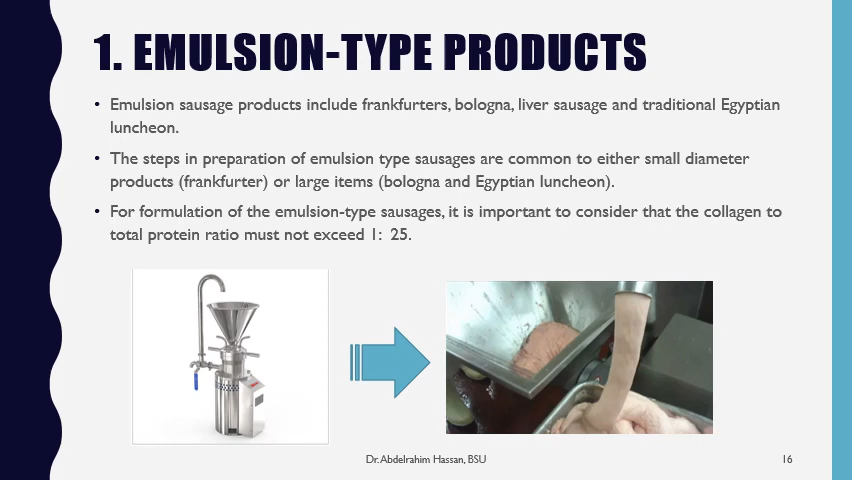 1. EMULSION-TYPE PRODUCTS
• Emulsion sausage products include frankfurters, bologna, liver sausage and traditional Egyptian
luncheon.
• The steps in preparation of emulsion type sausages are common to either small diameter
products (frankfurter) or large items (bologna and Egyptian luncheon).
• For formulation of the emulsion-type sausages, it is important to consider that the collagen to
total protein ratio must not exceed 1: 25.
Dr. Abdelrahim Hassan, BSU
16